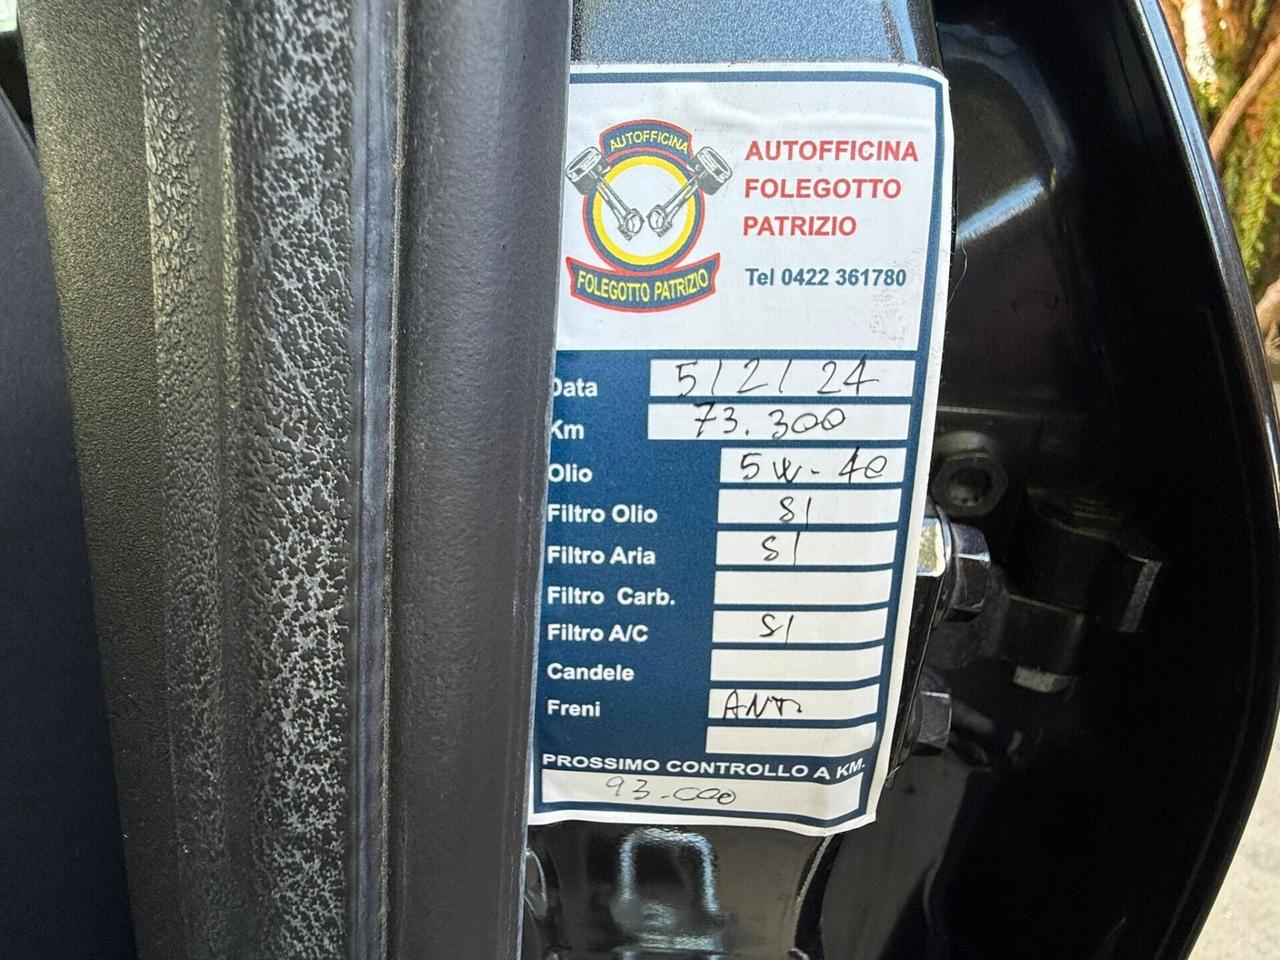 AUTOFFICINA
FOLEGOTTO PATRIZIO
AUTOFFICINA
FOLEGOTTO
PATRIZIO
Tel 0422 361780
Data 5/2/24
Km 73.300
Olio 5W-40
Filtro Olio SI
Filtro Aria SI
Filtro Carb.
Filtro A/C SI
Candele
Freni ANT.
PROSSIMO CONTROLLO A KM.
93.000